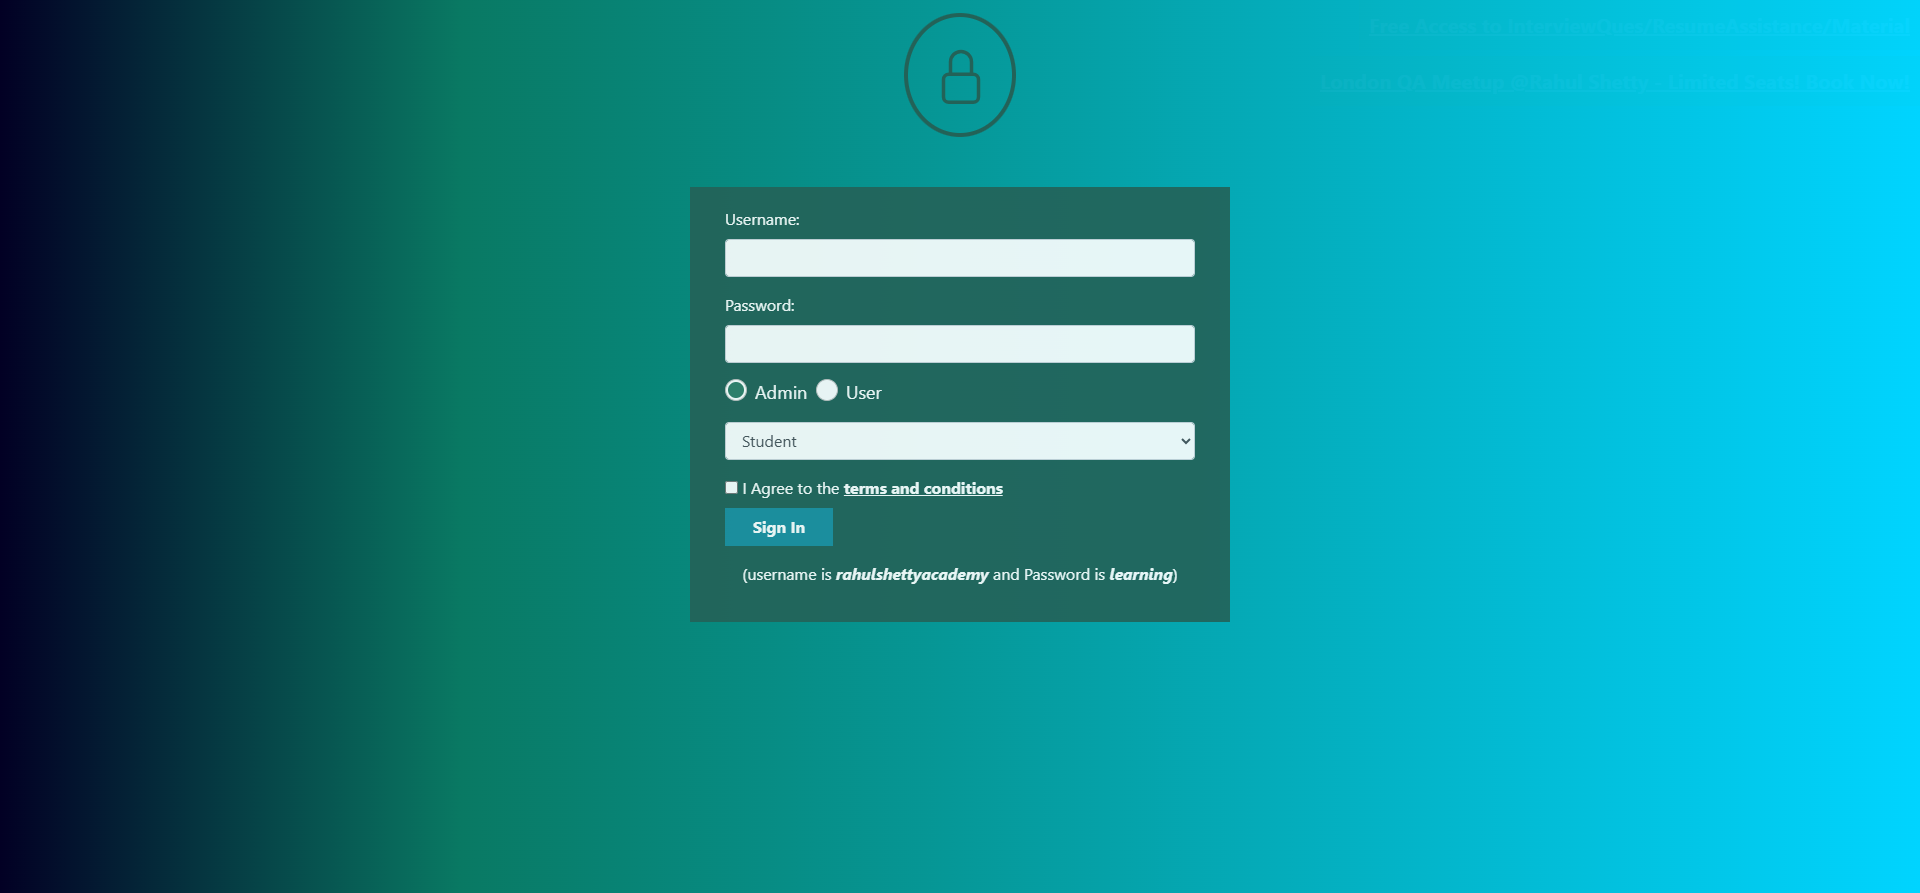 Free Access to InterviewQues/ResumeAssistance/Material
London QA Meetup@Rahul Shetty - Limited Seats! Book Now!
Username:
Password:
Admin User
Student
I Agree to the terms and conditions
Sign In
(username is rahulshettyacademy and Password is learning)